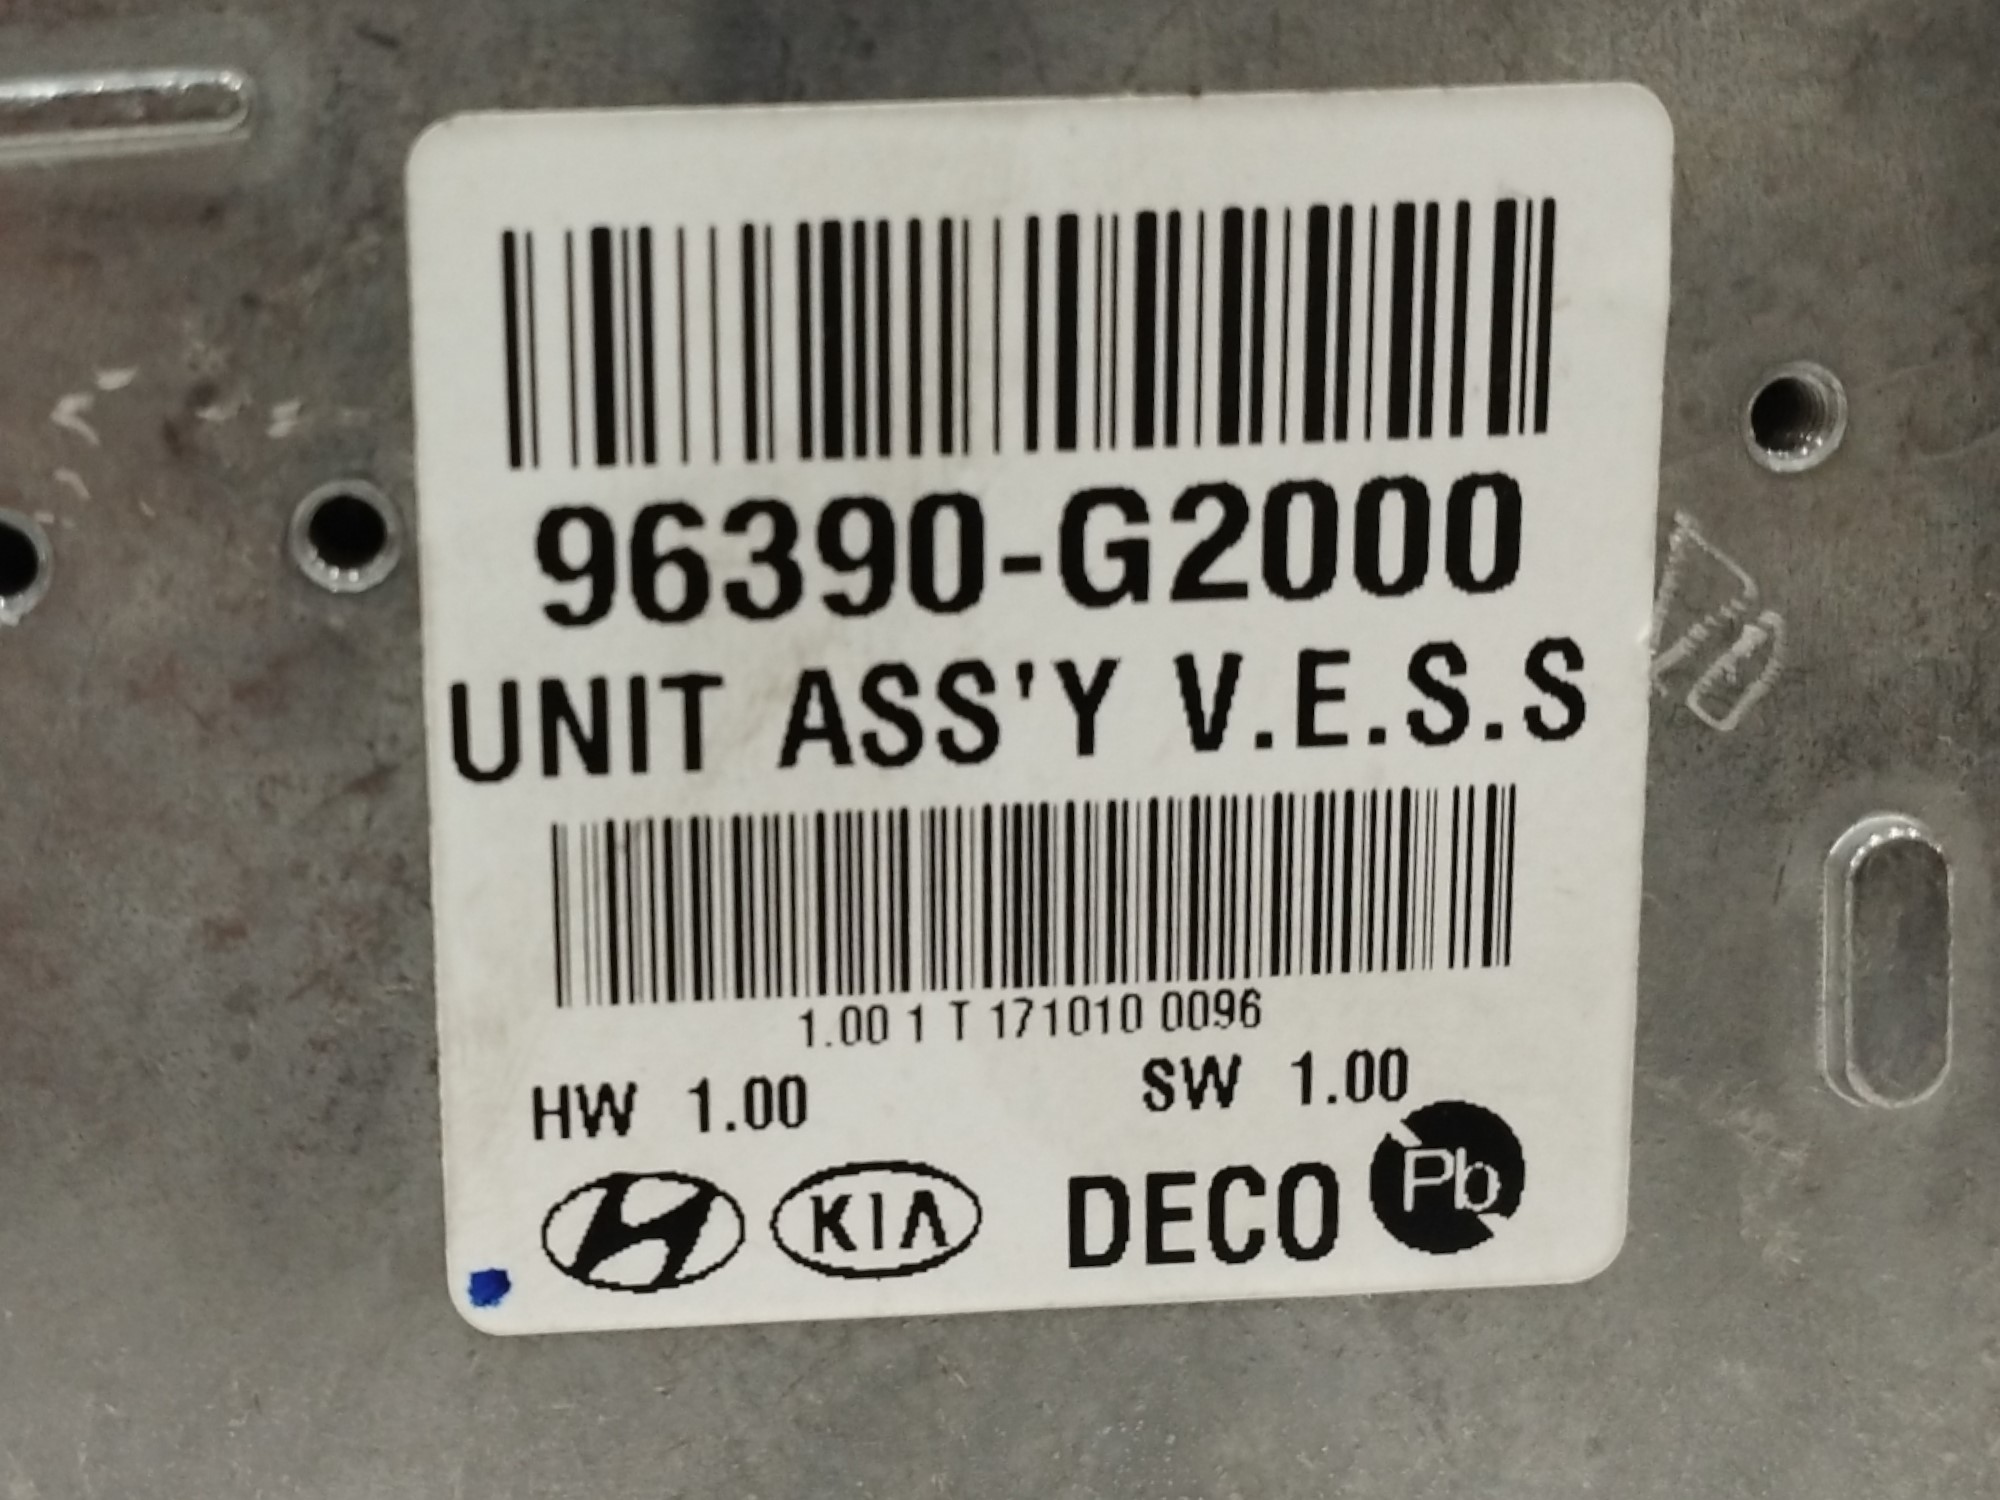 96390-G2000
UNIT ASS'Y V.E.S.S
1.00 1 T 171010 0096
HW 1.00 SW 1.00
KIA DECO Pb